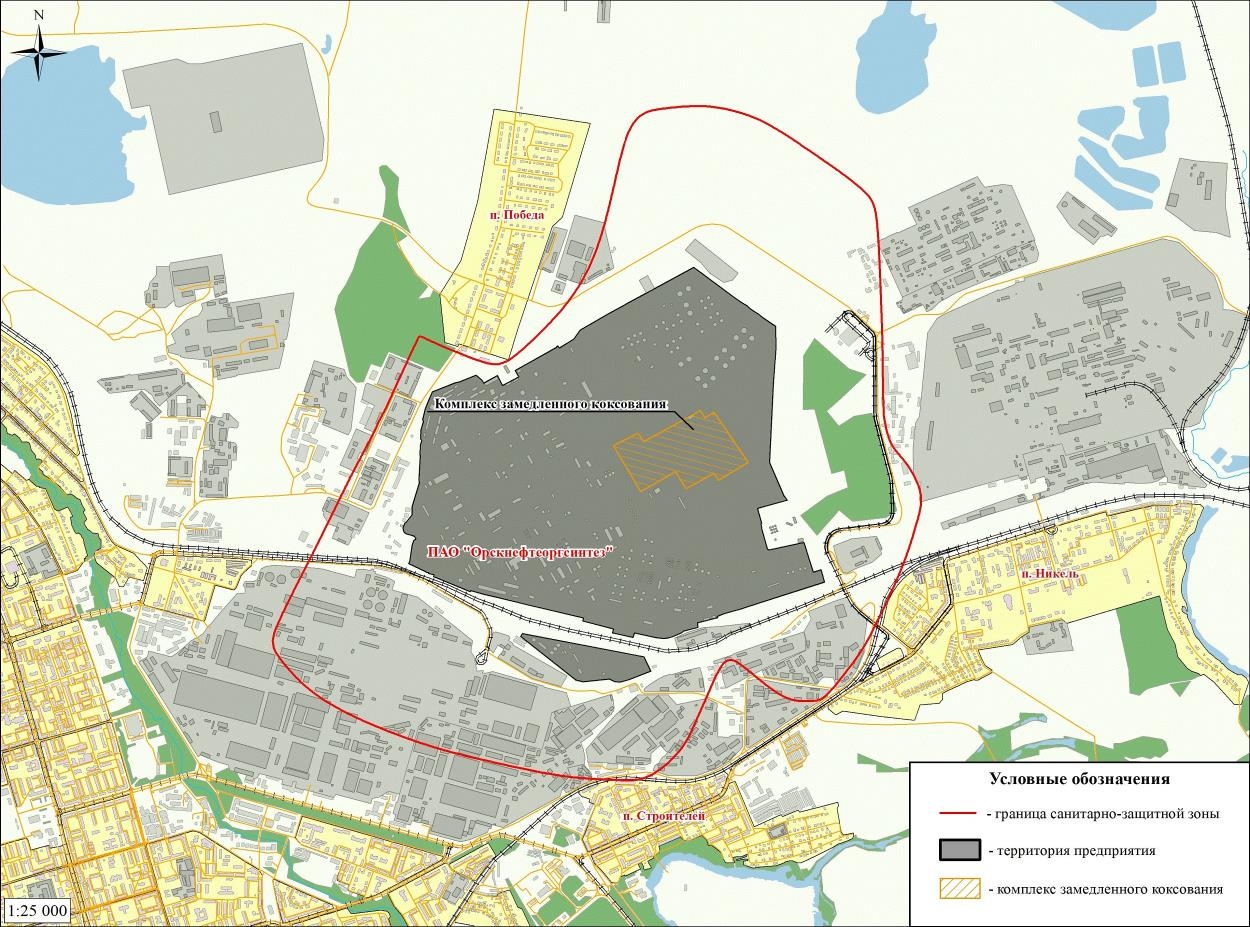 N
п. Победа
Комплекс замедленного коксования
ПАО "Орскнефтеоргсинтез"
п. Никель
п. Строителей
Условные обозначения
- граница санитарно-защитной зоны
- территория предприятия
- комплекс замедленного коксования
1:25 000